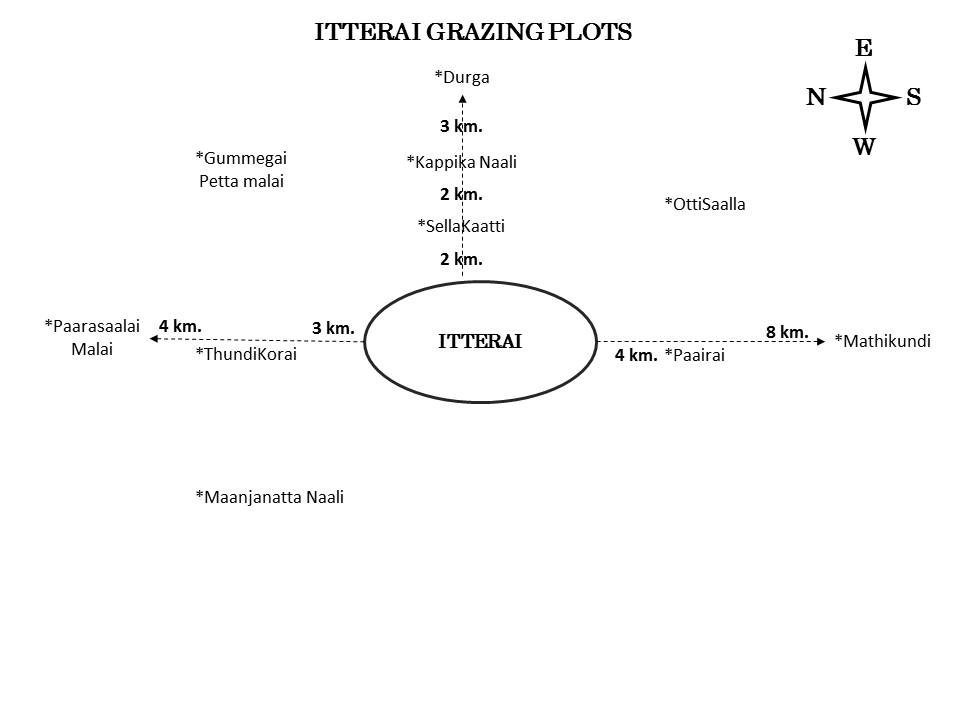 ITTERAI GRAZING PLOTS
E
N S
W
*Durga
3 km.
*Gummegai
Petta malai
*Kappika Naali
2 km.
*OttiSaalla
*SellaKaatti
2 km.
*Paarasaalai
Malai
4 km.
3 km.
*ThundiKorai
ITTERAI
4 km.
*Paairai
8 km.
*Mathikundi
*Maanjanatta Naali